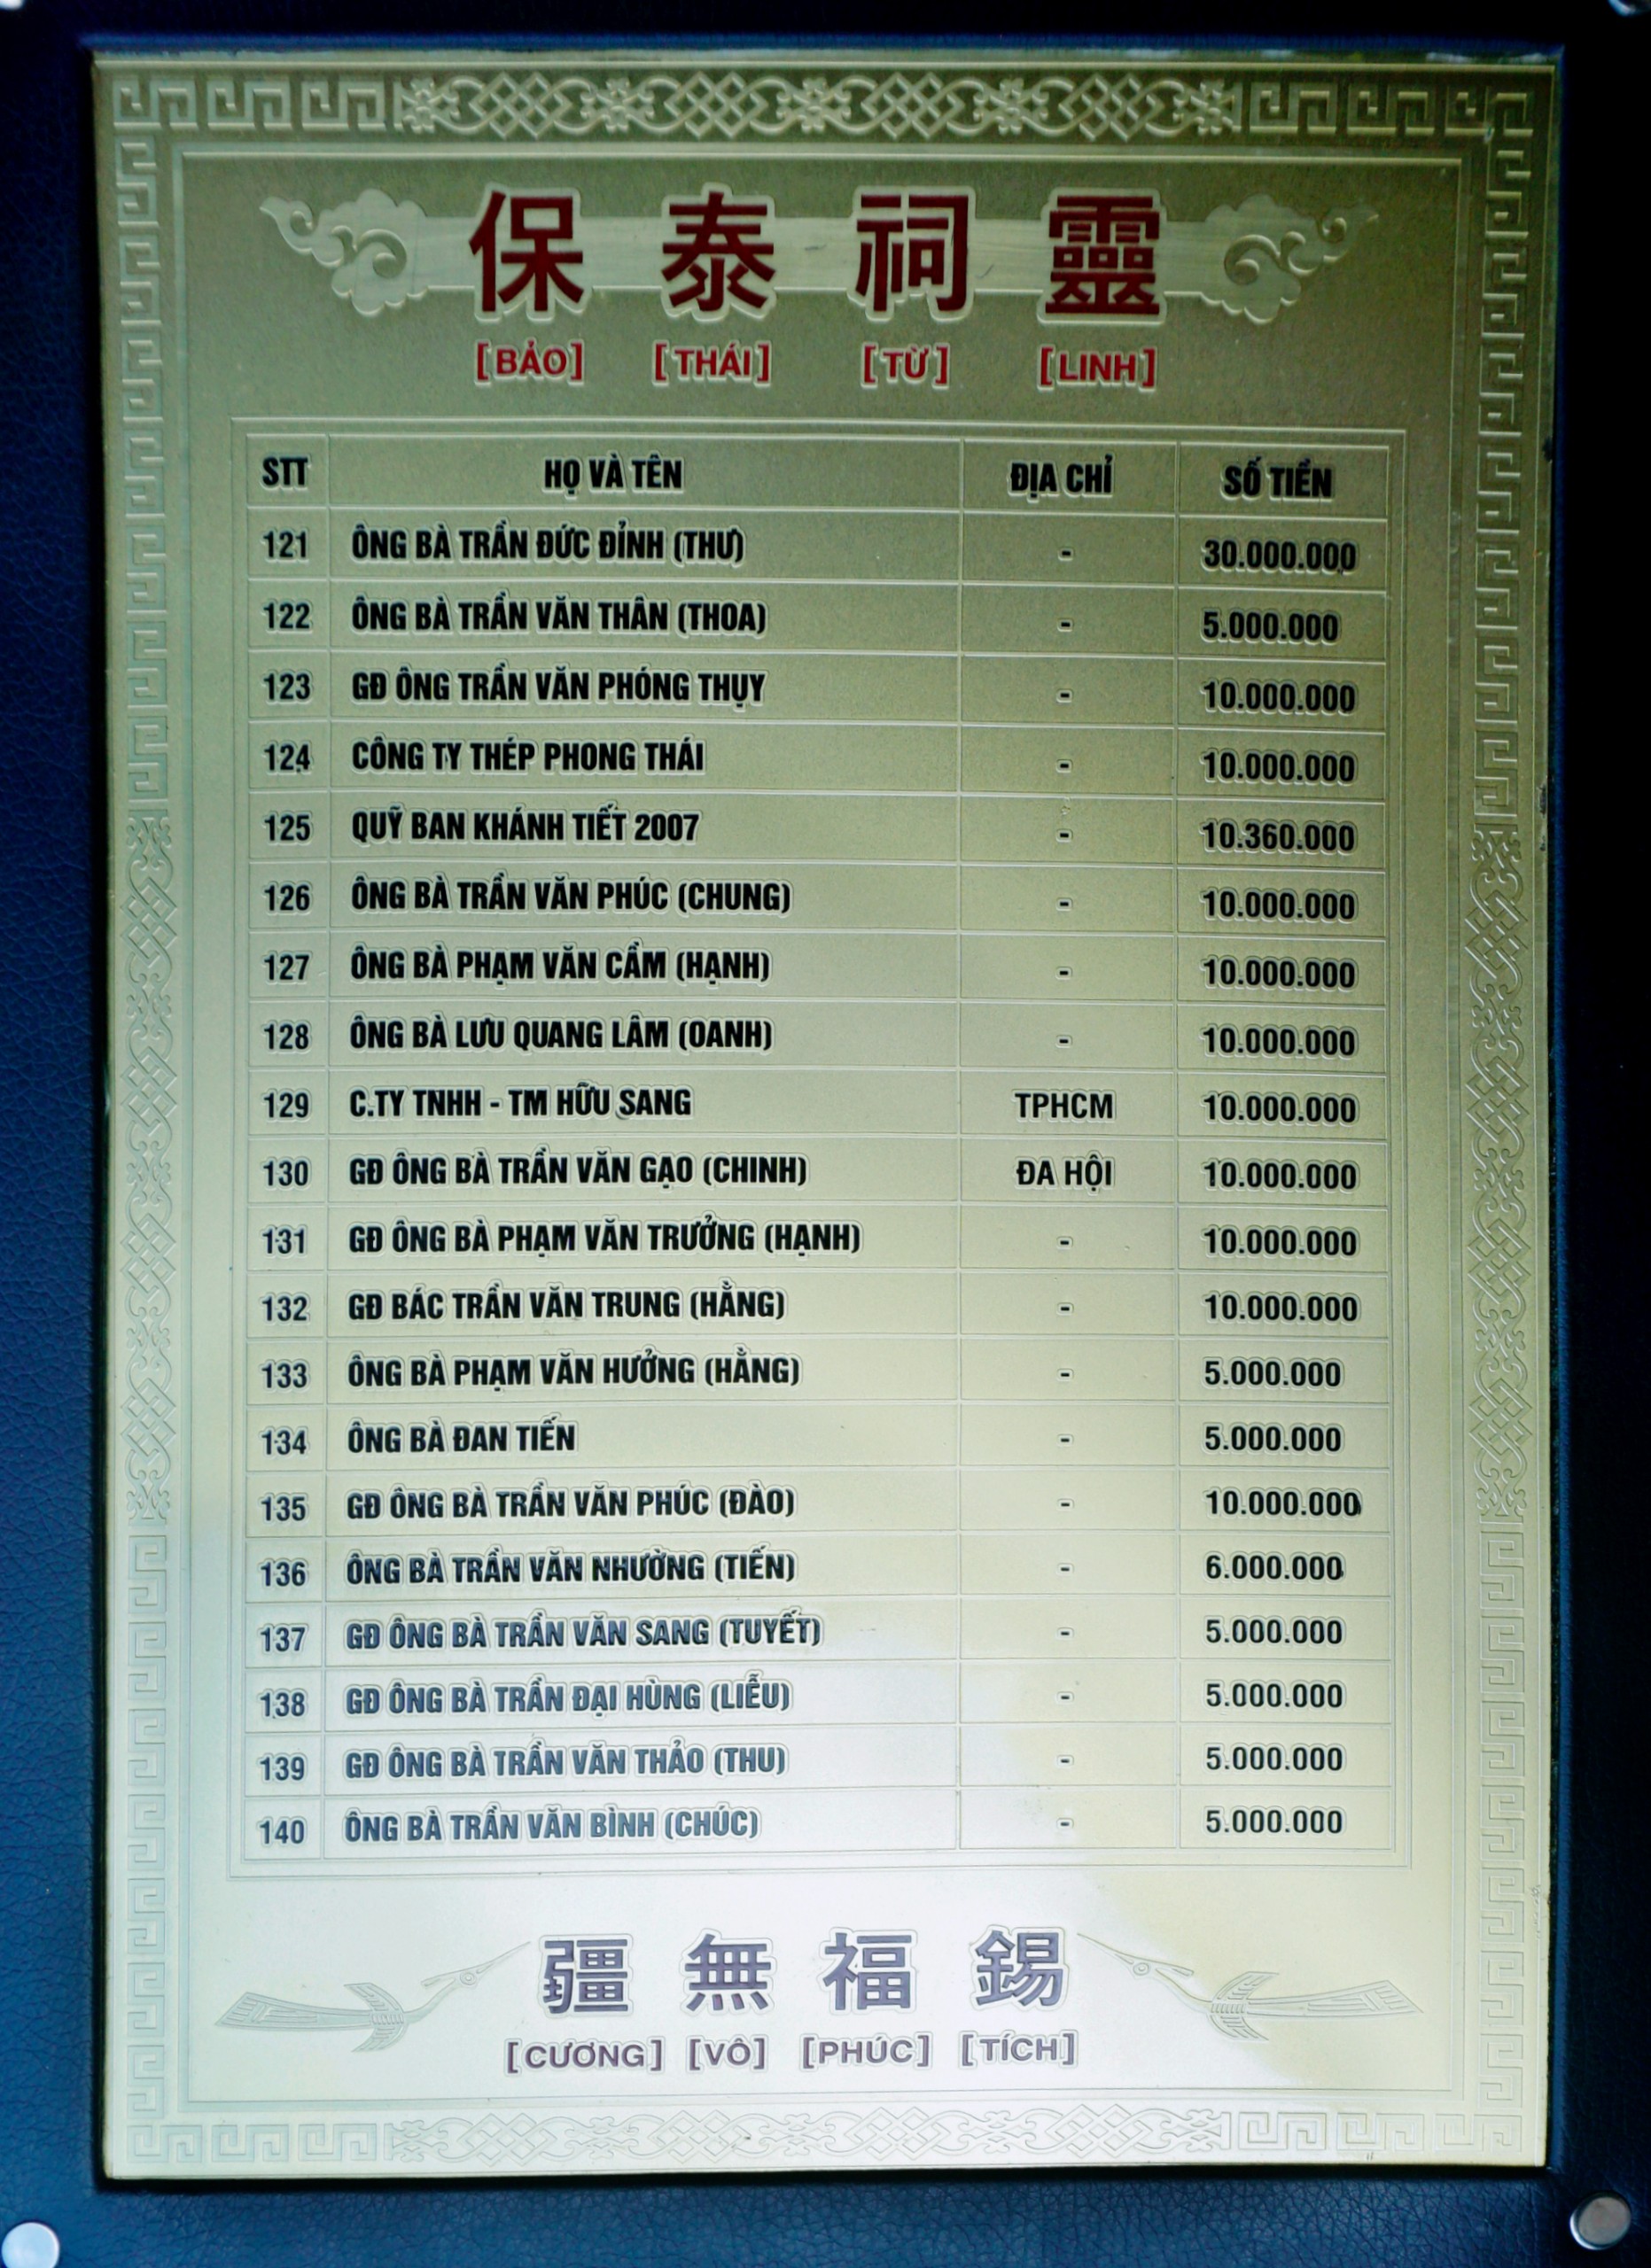 保 泰 祠 靈
[BẢO] [THÁI] [TỪ] [LINH]
STT HỌ VÀ TÊN ĐỊA CHỈ SỐ TIỀN
121 ÔNG BÀ TRẦN ĐỨC ĐỈNH (THƯ) - 30.000.000
122 ÔNG BÀ TRẦN VĂN THÂN (THOA) - 5.000.000
123 GĐ ÔNG TRẦN VĂN PHÓNG THỤY - 10.000.000
124 CÔNG TY THÉP PHONG THÁI - 10.000.000
125 QUỸ BAN KHÁNH TIẾT 2007 - 10.360.000
126 ÔNG BÀ TRẦN VĂN PHÚC (CHUNG) - 10.000.000
127 ÔNG BÀ PHẠM VĂN CẦM (HẠNH) - 10.000.000
128 ÔNG BÀ LƯU QUANG LÂM (OANH) - 10.000.000
129 C.TY TNHH - TM HỮU SANG TPHCM 10.000.000
130 GĐ ÔNG BÀ TRẦN VĂN GẠO (CHINH) ĐA HỘI 10.000.000
131 GĐ ÔNG BÀ PHẠM VĂN TRƯỞNG (HẠNH) - 10.000.000
132 GĐ BÁC TRẦN VĂN TRUNG (HẰNG) - 10.000.000
133 ÔNG BÀ PHẠM VĂN HƯỞNG (HẰNG) - 5.000.000
134 ÔNG BÀ ĐAN TIẾN - 5.000.000
135 GĐ ÔNG BÀ TRẦN VĂN PHÚC (ĐÀO) - 10.000.000
136 ÔNG BÀ TRẦN VĂN NHƯỜNG (TIẾN) - 6.000.000
137 GĐ ÔNG BÀ TRẦN VĂN SANG (TUYẾT) - 5.000.000
138 GĐ ÔNG BÀ TRẦN ĐẠI HÙNG (LIỄU) - 5.000.000
139 GĐ ÔNG BÀ TRẦN VĂN THẢO (THU) - 5.000.000
140 ÔNG BÀ TRẦN VĂN BÌNH (CHÚC) - 5.000.000
疆 無 福 錫
[CƯƠNG] [VÔ] [PHÚC] [TÍCH]